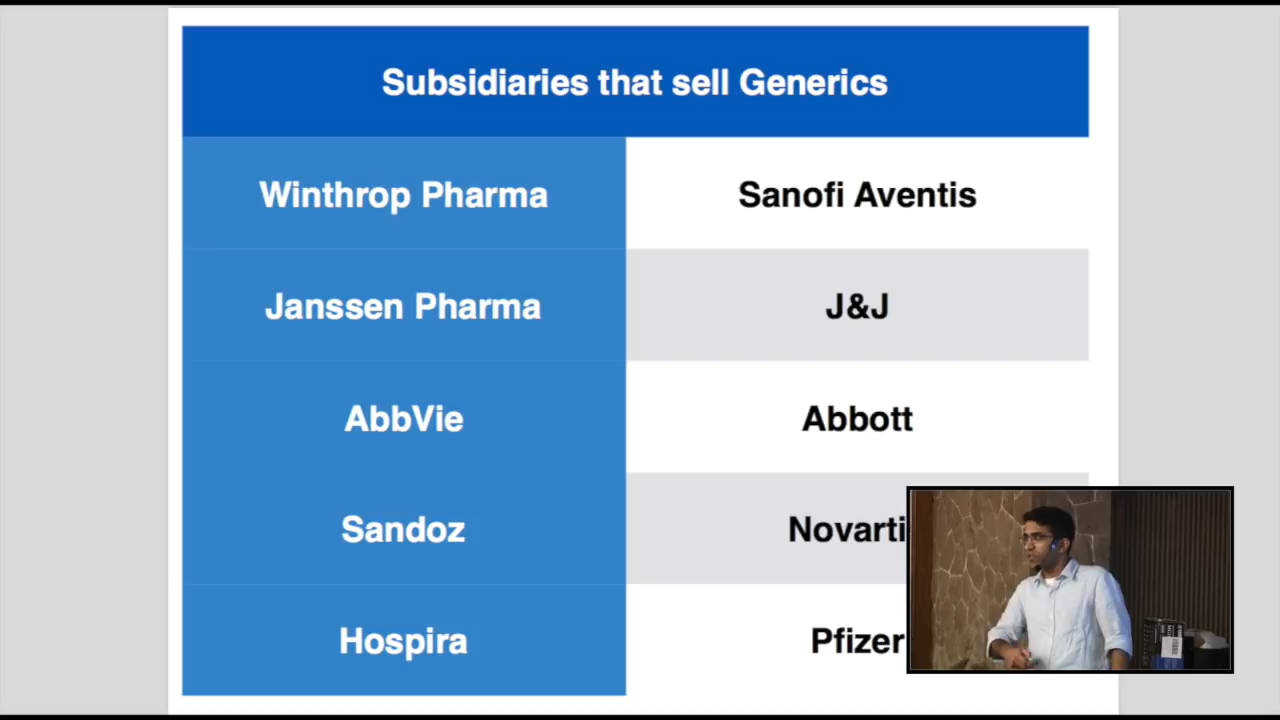 Subsidiaries that sell Generics
Winthrop Pharma Sanofi Aventis
Janssen Pharma J&J
AbbVie Abbott
Sandoz Novarti
Hospira Pfizer